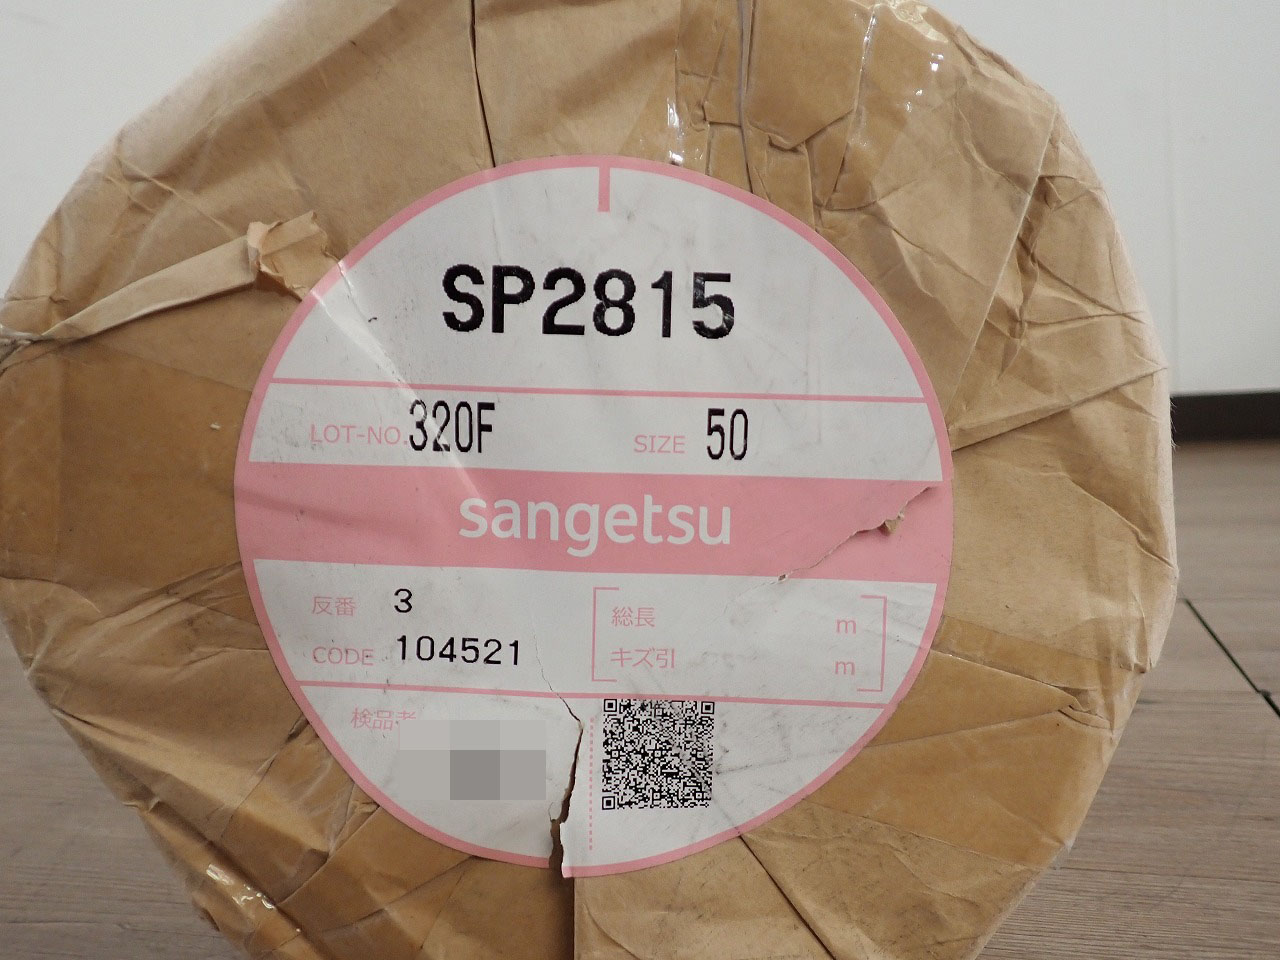 SP2815
LOT-NO. 320F SIZE 50
sangetsu
反番 3
総長 m
CODE 104521
キズ引 m
検品者